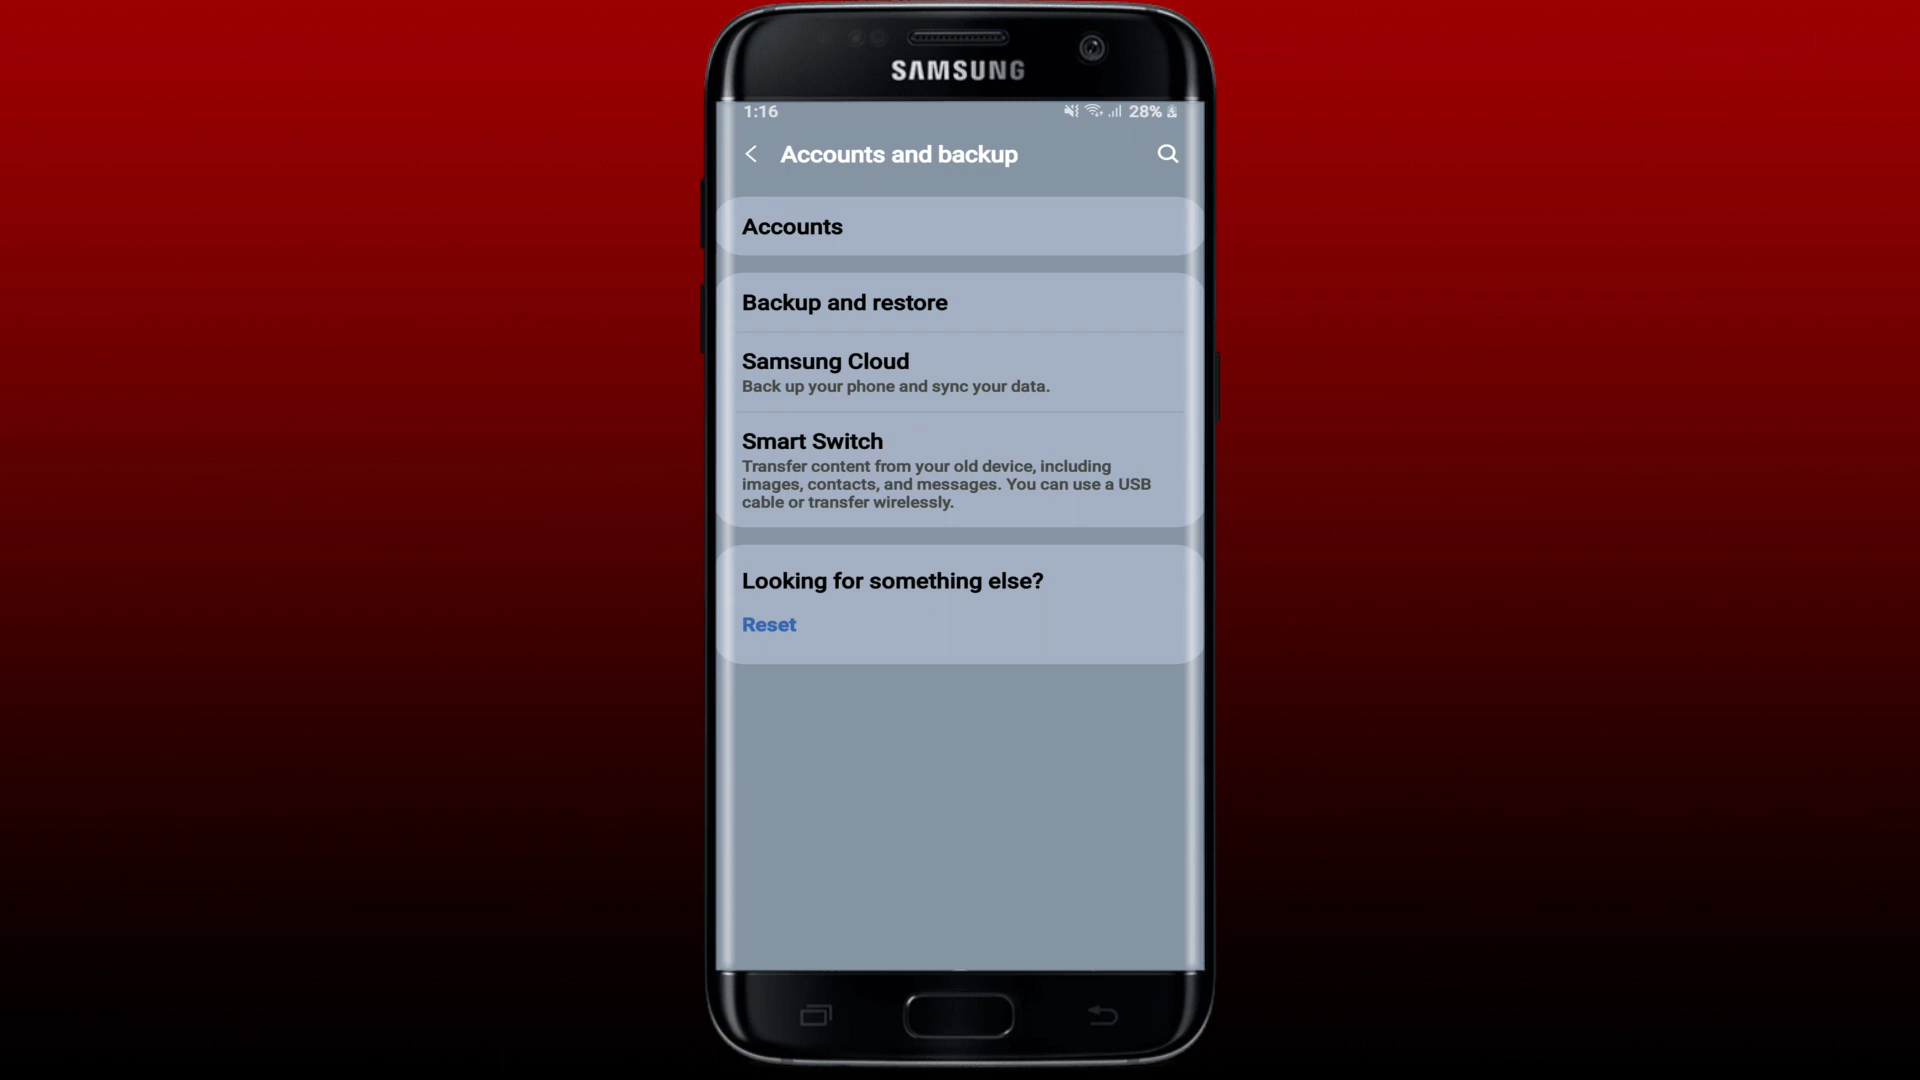 SAMSUNG
1:16 28%
Accounts and backup
Accounts
Backup and restore
Samsung Cloud
Back up your phone and sync your data.
Smart Switch
Transfer content from your old device, including
images, contacts, and messages. You can use a USB
cable or transfer wirelessly.
Looking for something else?
Reset